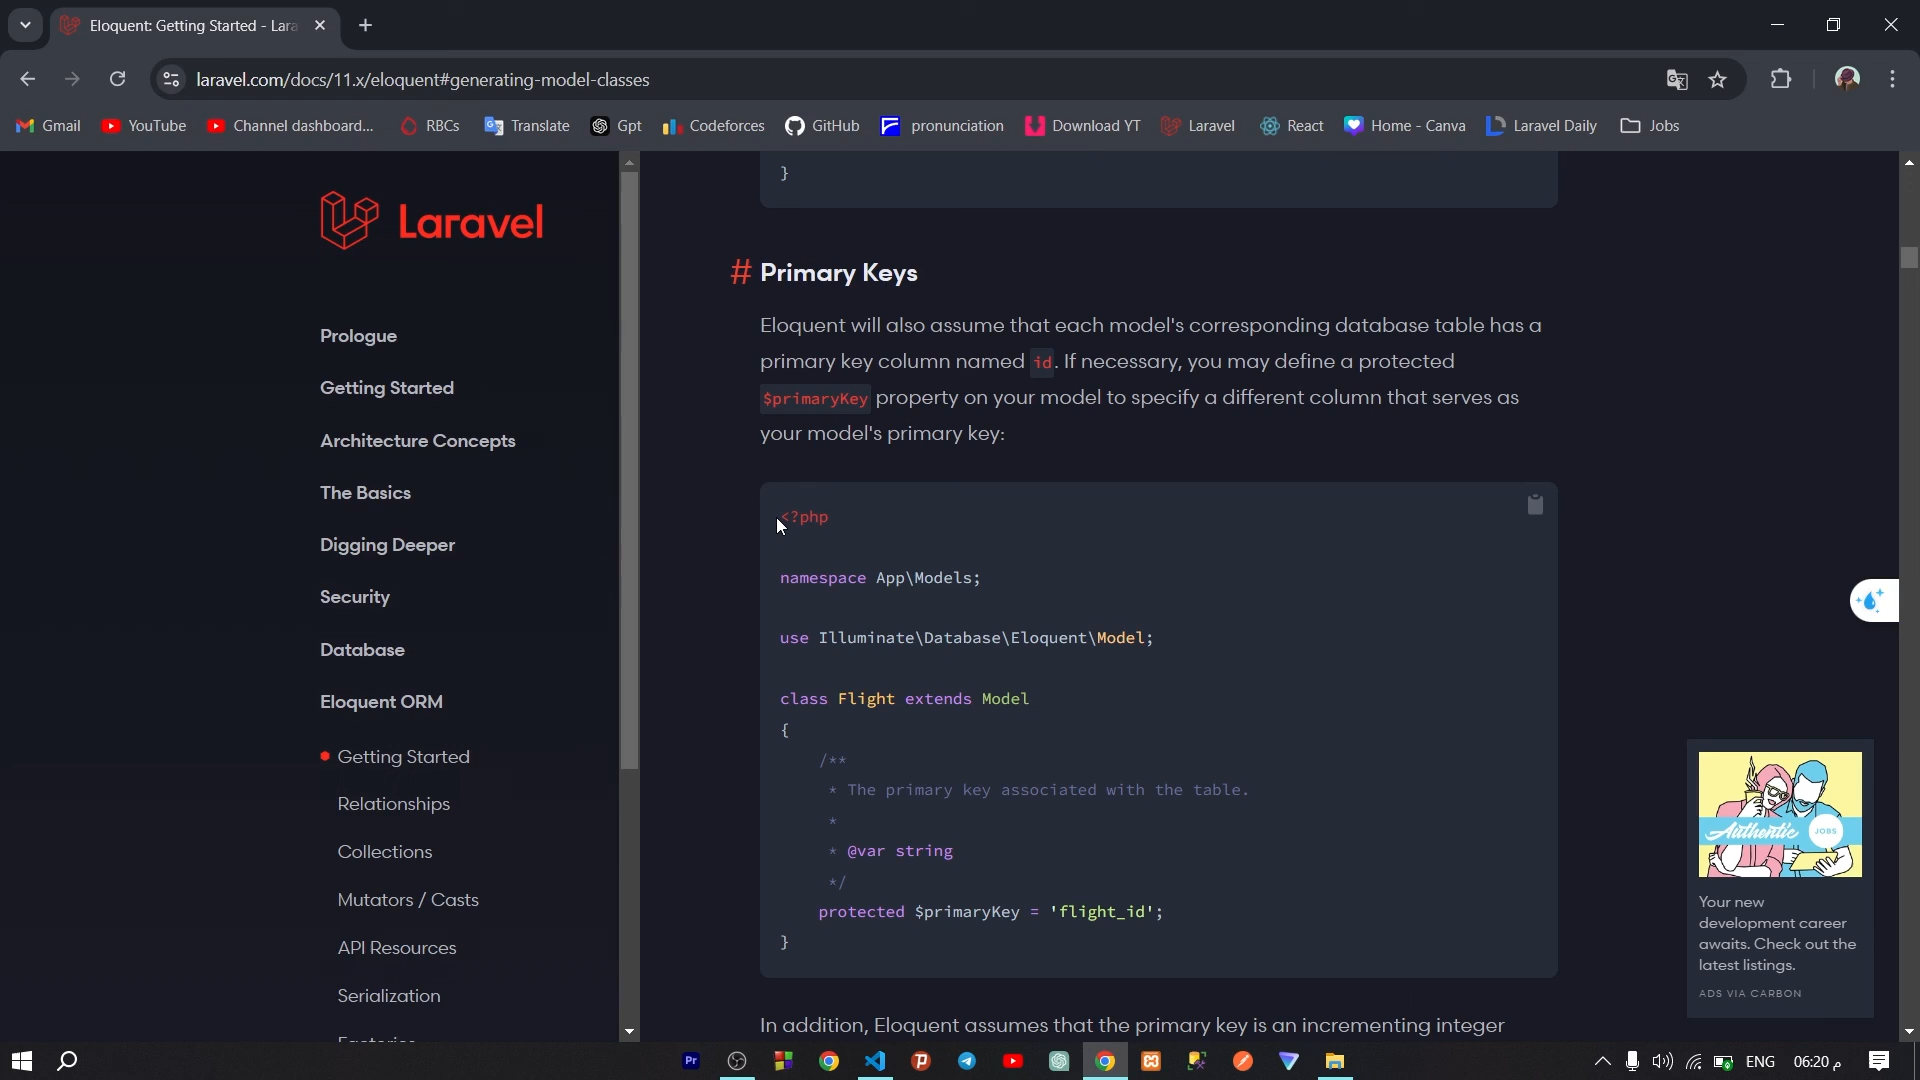 Eloquent: Getting Started - Lara
laravel.com/docs/11.x/eloquent#generating-model-classes
Gmail
YouTube
Channel dashboard...
RBCs
Translate
Gpt
Codeforces
GitHub
pronunciation
Download YT
Laravel
React
Home - Canva
Laravel Daily
Jobs
Laravel
Prologue
Getting Started
Architecture Concepts
The Basics
Digging Deeper
Security
Database
Eloquent ORM
Getting Started
Relationships
Collections
Mutators / Casts
API Resources
Serialization
}
# Primary Keys
Eloquent will also assume that each model's corresponding database table has a
primary key column named id. If necessary, you may define a protected
$primaryKey property on your model to specify a different column that serves as
your model's primary key:
<?php
namespace App\Models;
use Illuminate\Database\Eloquent\Model;
class Flight extends Model
{
/**
* The primary key associated with the table.
*
* @var string
*/
protected $primaryKey = 'flight_id';
}
In addition, Eloquent assumes that the primary key is an incrementing integer
Authentic JOBS
Your new
development career
awaits. Check out the
latest listings.
ADS VIA CARBON
Pr
ENG
06:20 م